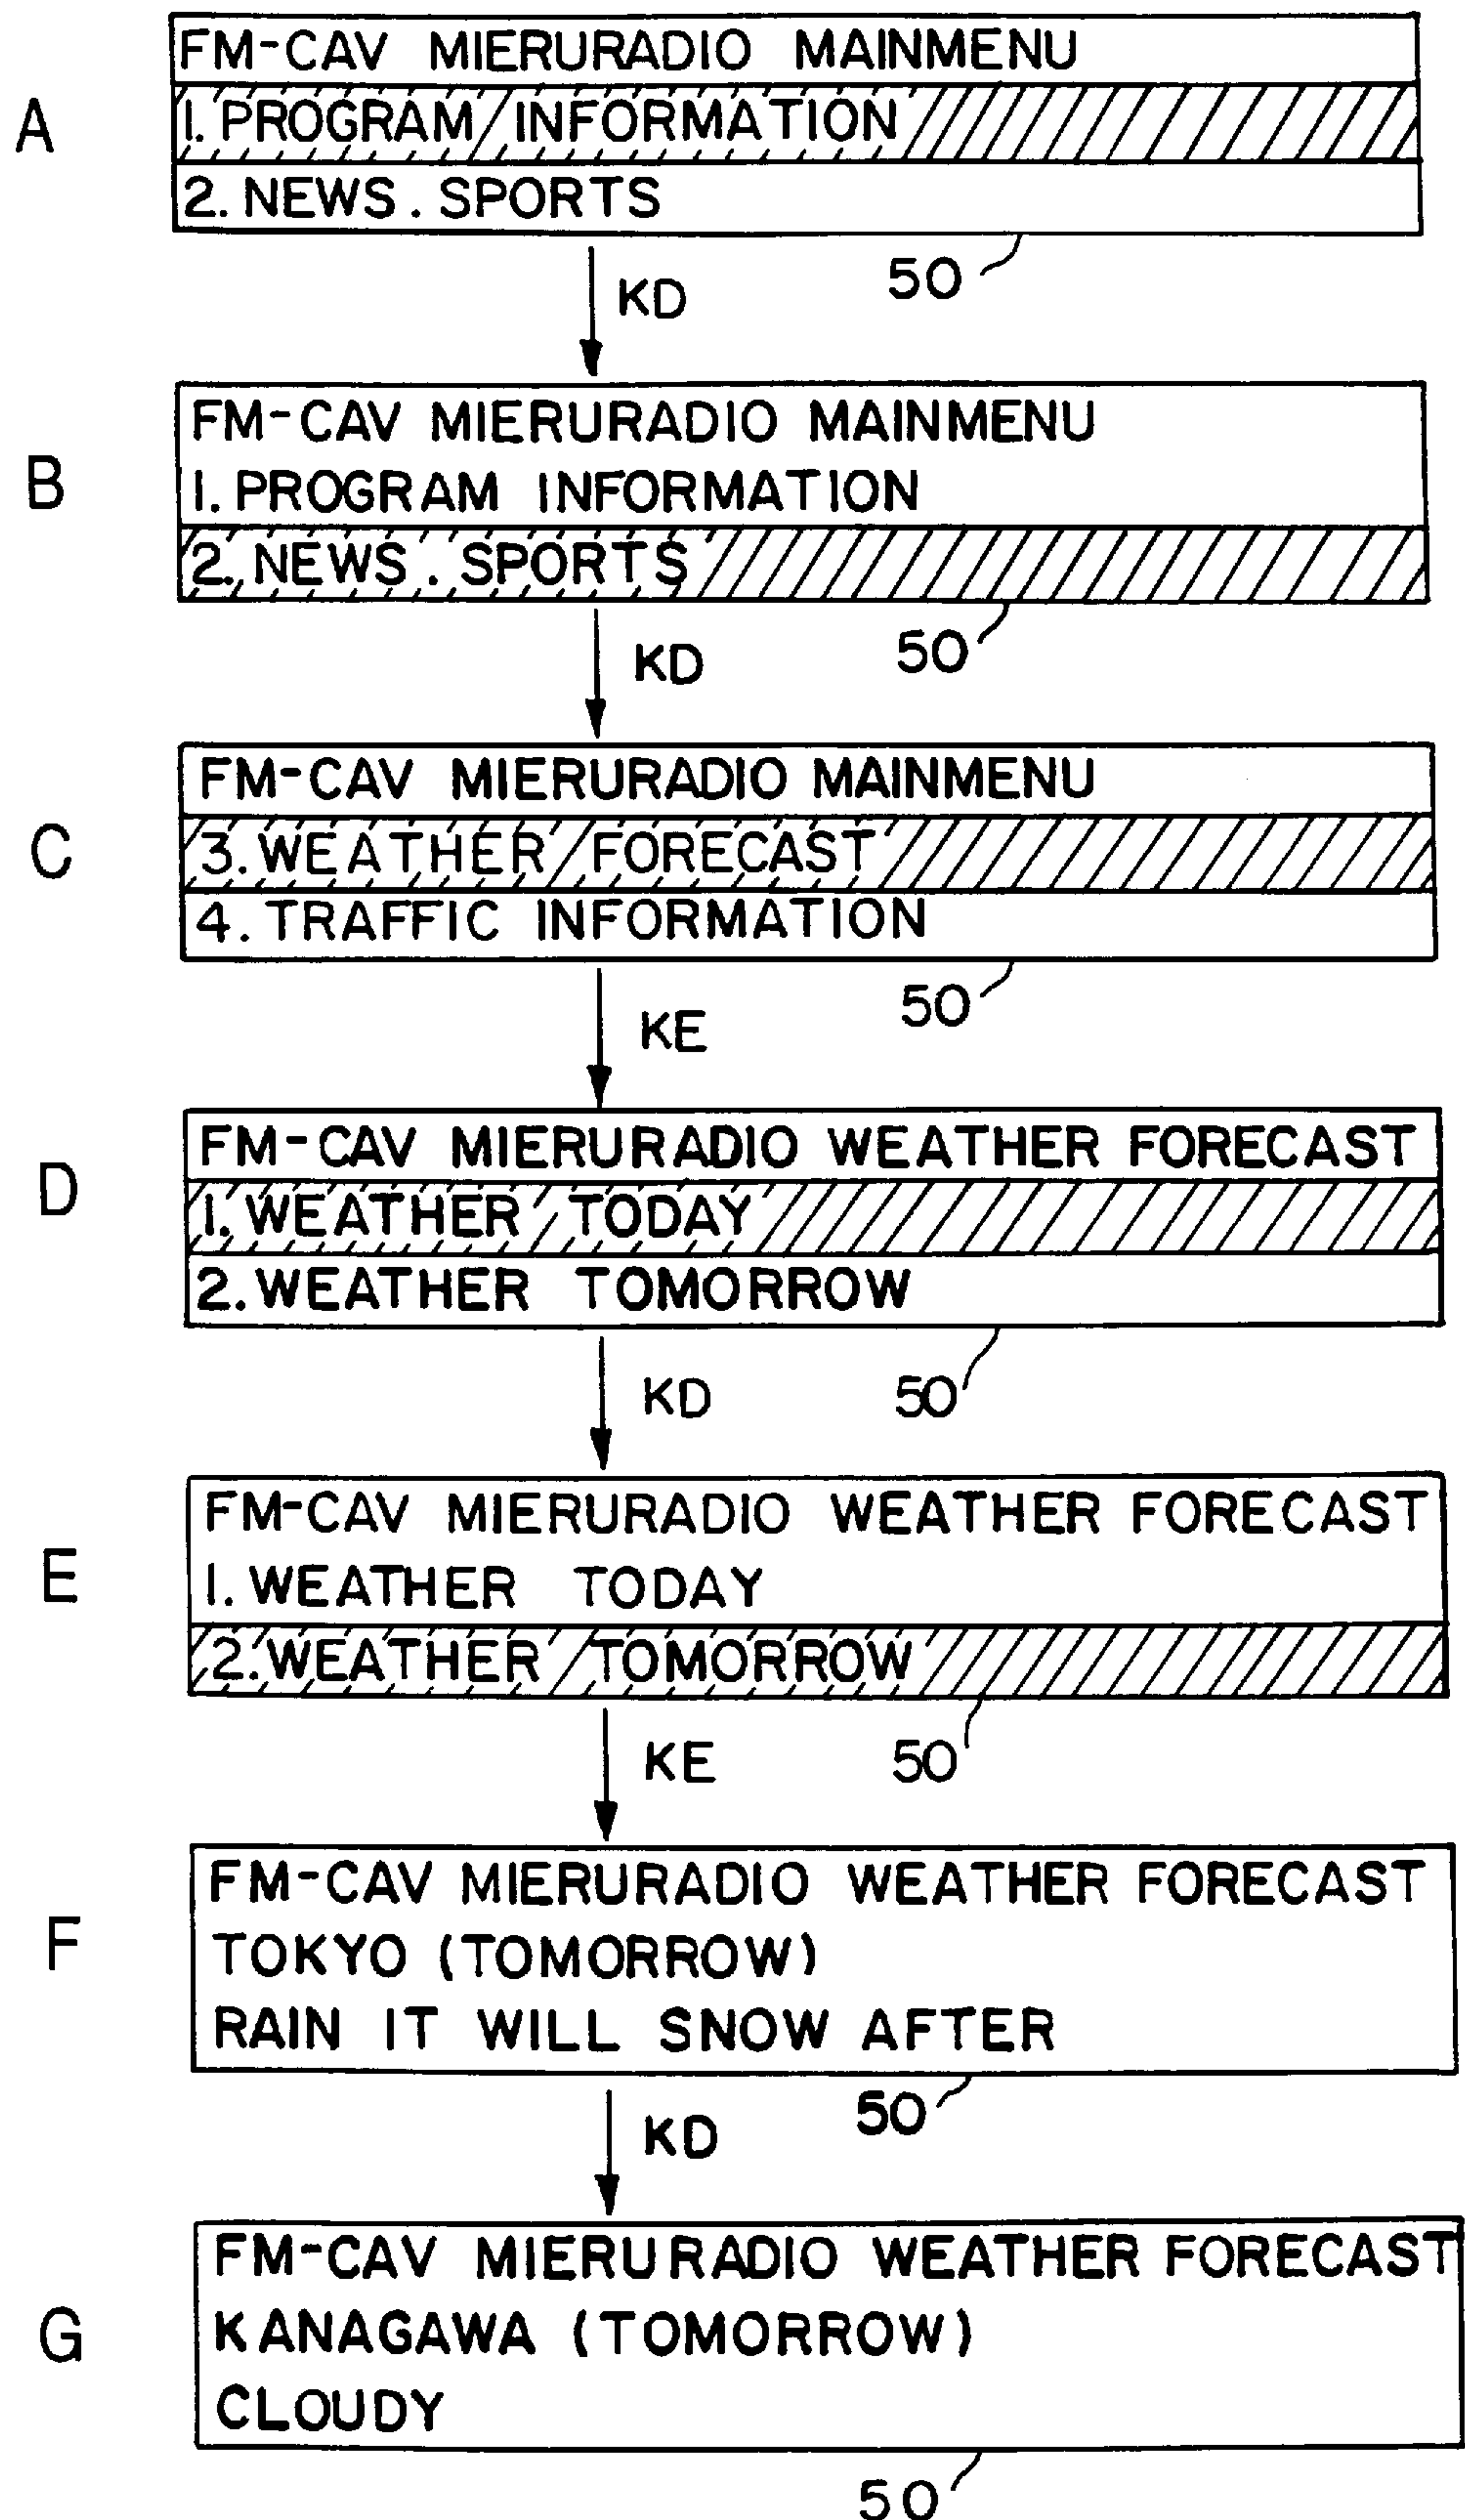 FM-CAV MIERURADIO MAINMENU
A
1. PROGRAM INFORMATION
2. NEWS . SPORTS
50
KD
FM-CAV MIERURADIO MAINMENU
B
1. PROGRAM INFORMATION
2. NEWS . SPORTS
50
KD
FM-CAV MIERURADIO MAINMENU
C
3. WEATHER FORECAST
4. TRAFFIC INFORMATION
50
KE
FM-CAV MIERURADIO WEATHER FORECAST
D
1. WEATHER TODAY
2. WEATHER TOMORROW
50
KD
FM-CAV MIERURADIO WEATHER FORECAST
E
1. WEATHER TODAY
2. WEATHER TOMORROW
50
KE
FM-CAV MIERURADIO WEATHER FORECAST
F
TOKYO (TOMORROW)
RAIN IT WILL SNOW AFTER
50
KD
FM-CAV MIERURADIO WEATHER FORECAST
G
KANAGAWA (TOMORROW)
CLOUDY
50